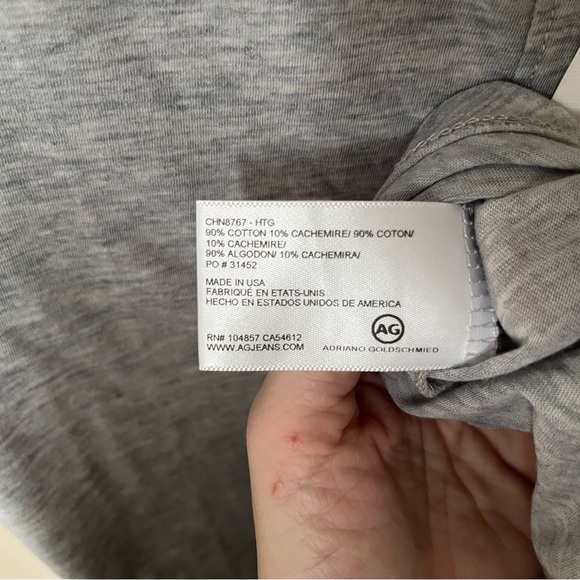 CHN8767 - HTG
90% COTTON 10% CACHEMIRE/ 90% COTON/
10% CACHEMIRE/
90% ALGODON/ 10% CACHEMIRA/
PO # 31452
MADE IN USA
FABRIQUÉ EN ETATS-UNIS
HECHO EN ESTADOS UNIDOS DE AMERICA
AG
RN# 104857 CA54612
WWW.AGJEANS.COM
ADRIANO GOLDSCHMIED